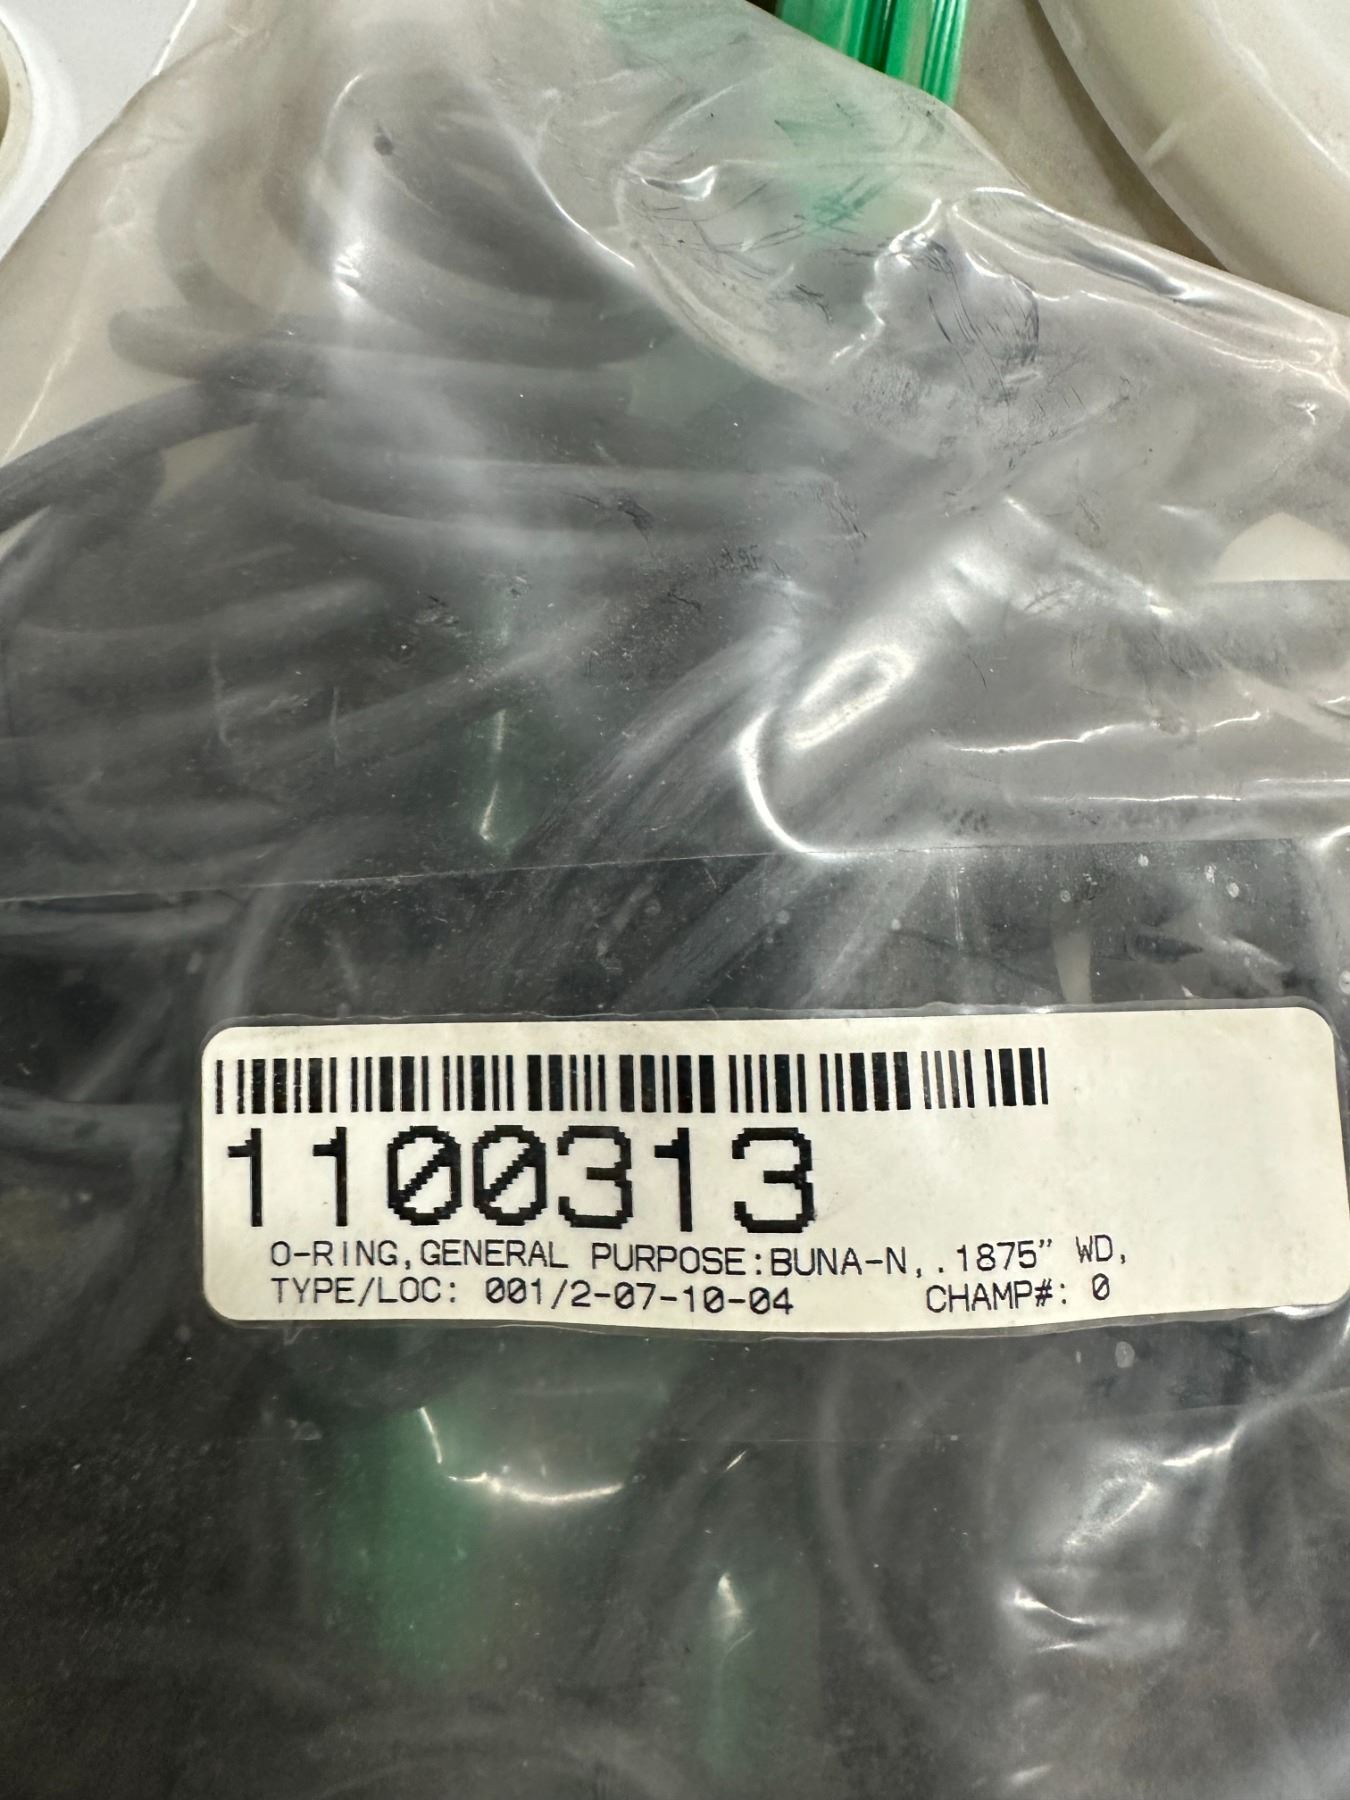 1100313
O-RING,GENERAL PURPOSE:BUNA-N,.1875” WD,
TYPE/LOC: 001/2-07-10-04 CHAMP#: 0